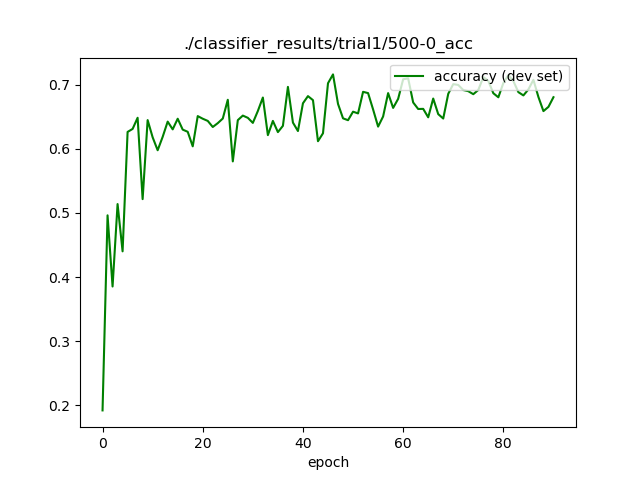 ./classifier_results/trial1/500-0_acc
accuracy (dev set)
0.7
0.6
0.5
0.4
0.3
0.2
0 20 40 60 80
epoch